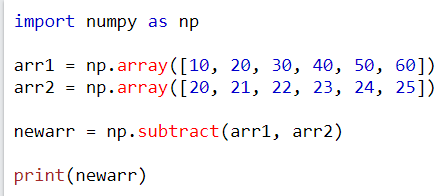 import numpy as np
arr1 = np.array([10, 20, 30, 40, 50, 60])
arr2 = np.array([20, 21, 22, 23, 24, 25])
newarr = np.subtract(arr1, arr2)
print(newarr)